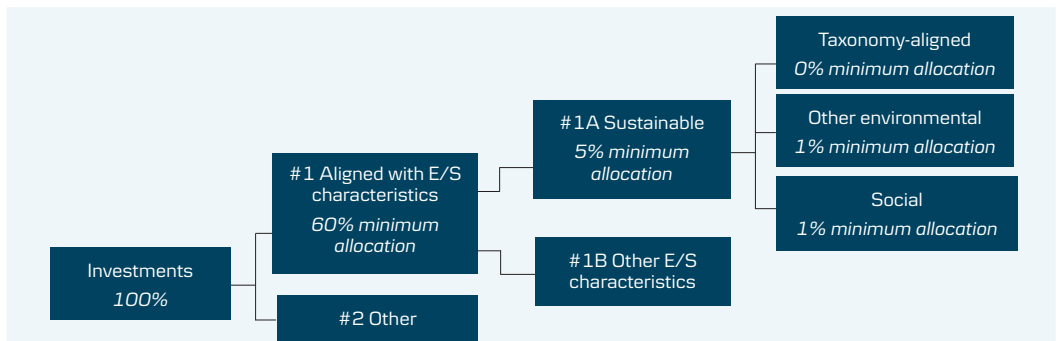 Investments
100%
#1 Aligned with E/S
characteristics
60% minimum
allocation
#2 Other
#1A Sustainable
5% minimum
allocation
#1B Other E/S
characteristics
Taxonomy-aligned
0% minimum allocation
Other environmental
1% minimum allocation
Social
1% minimum allocation